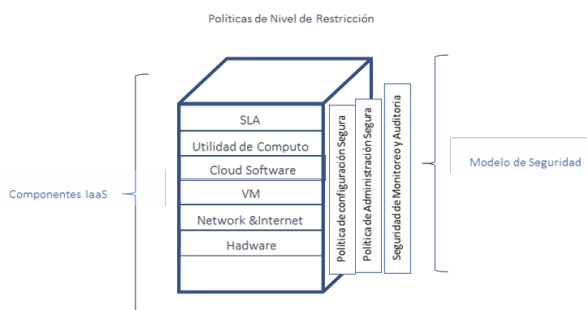 Políticas de Nivel de Restricción
SLA
Utilidad de Computo
Cloud Software
VM
Network &Internet
Hadware
Componentes IaaS
Política de configuración Segura
Política de Administración Segura
Seguridad de Monitoreo y Auditoria
Modelo de Seguridad